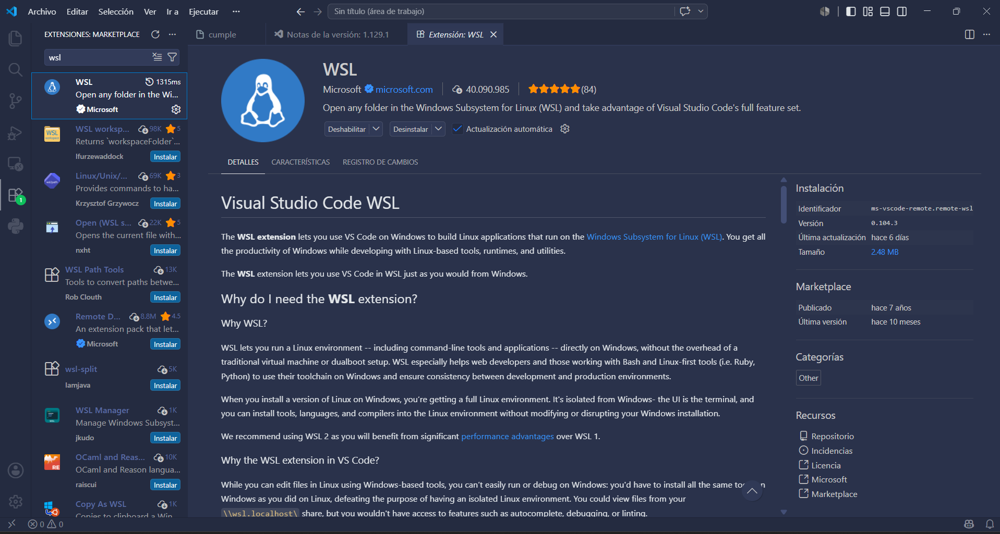 Archivo Editar Selección Ver Ir a Ejecutar ···
Sin título (área de trabajo)
EXTENSIONES: MARKETPLACE
wsl
WSL 1315ms
Open any folder in the Wi...
Microsoft
WSL worksp... 98K 5
Returns `workspaceFolder`...
lfurzewaddock Instalar
Linux/Unix/... 69K 3
Provides commands to ha...
Krzysztof Grzywocz Instalar
Open (WSL s... 22K 5
Opens the current file with...
nxht Instalar
WSL Path Tools 13K
Tools to convert paths betwe...
Rob Clouth Instalar
Remote D... 8.8M 4.5
An extension pack that let...
Microsoft Instalar
wsl-split 5K
lamjava Instalar
WSL Manager 1K
Manage Windows Subsyst...
jkudo Instalar
OCaml and Reas... 10K
OCaml and Reason langua...
raiscui Instalar
Copy As WSL 1K
Copies to clipboard a Win
1
0 0
cumple
Notas de la versión: 1.129.1
Extensión: WSL
WSL
Microsoft microsoft.com 40.090.985 (84)
Open any folder in the Windows Subsystem for Linux (WSL) and take advantage of Visual Studio Code's full feature set.
Deshabilitar Desinstalar Actualización automática
DETALLES CARACTERÍSTICAS REGISTRO DE CAMBIOS
Visual Studio Code WSL
The WSL extension lets you use VS Code on Windows to build Linux applications that run on the Windows Subsystem for Linux (WSL). You get all
the productivity of Windows while developing with Linux-based tools, runtimes, and utilities.
The WSL extension lets you use VS Code in WSL just as you would from Windows.
Why do I need the WSL extension?
Why WSL?
WSL lets you run a Linux environment -- including command-line tools and applications -- directly on Windows, without the overhead of a
traditional virtual machine or dualboot setup. WSL especially helps web developers and those working with Bash and Linux-first tools (i.e. Ruby,
Python) to use their toolchain on Windows and ensure consistency between development and production environments.
When you install a version of Linux on Windows, you're getting a full Linux environment. It's isolated from Windows- the UI is the terminal, and
you can install tools, languages, and compilers into the Linux environment without modifying or disrupting your Windows installation.
We recommend using WSL 2 as you will benefit from significant performance advantages over WSL 1.
Why the WSL extension in VS Code?
While you can edit files in Linux using Windows-based tools, you can't easily run or debug on Windows: you'd have to install all the same
Windows as you did on Linux, defeating the purpose of having an isolated Linux environment. You could view files from your
\\wsl.localhost\ share, but you wouldn't have access to features such as autocomplete, debugging, or linting.
Instalación
Identificador ms-vscode-remote.remote-wsl
Versión 0.104.3
Última actualización hace 6 días
Tamaño 2.48 MB
Marketplace
Publicado hace 7 años
Última versión hace 10 meses
Categorías
Other
Recursos
Repositorio
Incidencias
Licencia
Microsoft
Marketplace